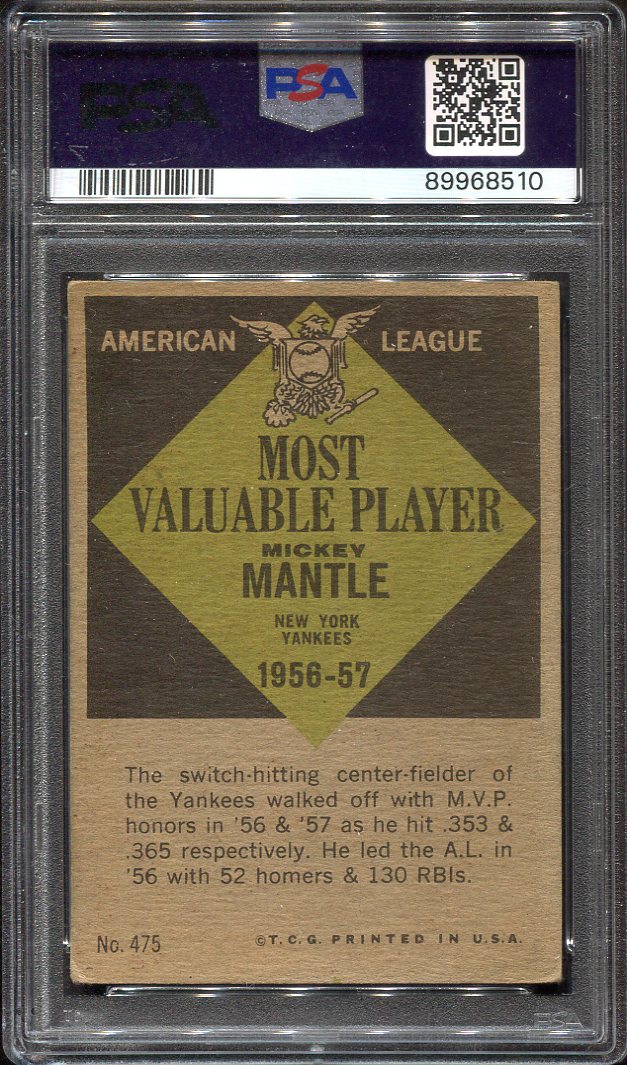 PSA
PSA
89968510
AMERICAN LEAGUE
MOST
VALUABLE PLAYER
MICKEY
MANTLE
NEW YORK
YANKEES
1956-57
The switch-hitting center-fielder of
the Yankees walked off with M.V.P.
honors in '56 & '57 as he hit .353 &
.365 respectively. He led the A.L. in
'56 with 52 homers & 130 RBIs.
No. 475
©T.C.G. PRINTED IN U.S.A.
PSA